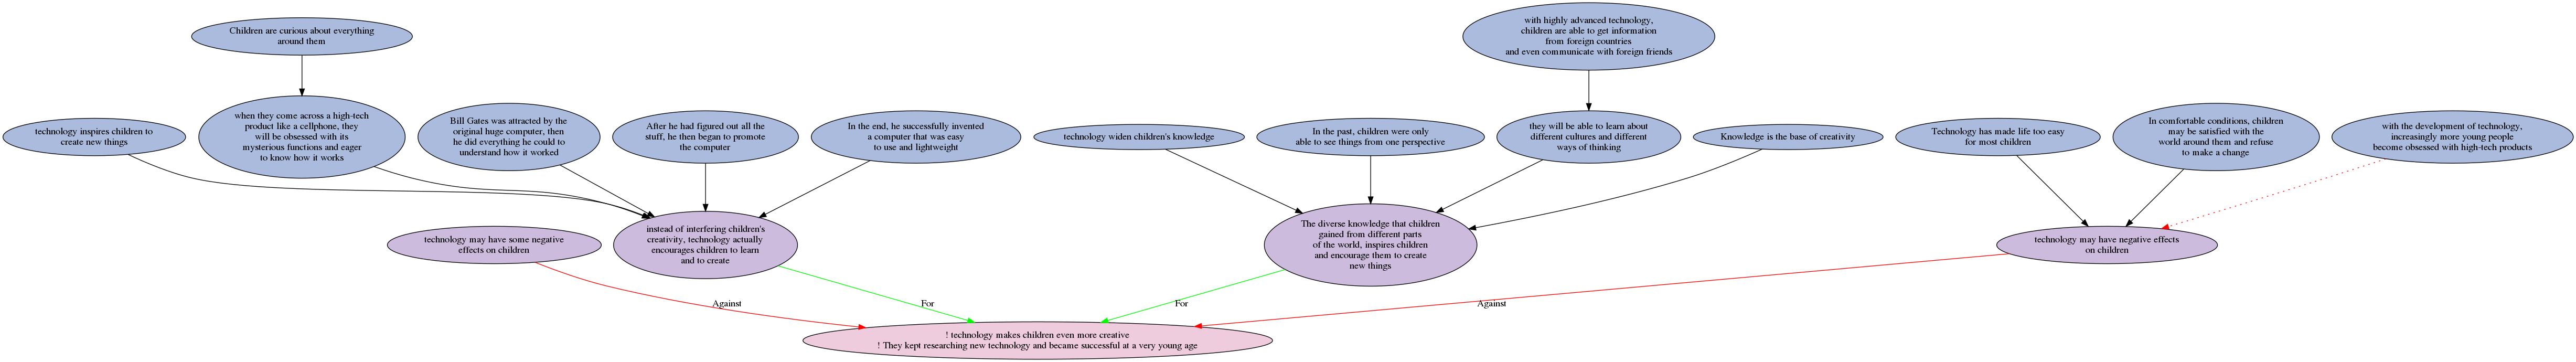 Children are curious about everything
around them
with highly advanced technology,
children are able to get information
from foreign countries
and even communicate with foreign friends
technology inspires children to
create new things
when they come across a high-tech
product like a cellphone, they
will be obsessed with its
mysterious functions and eager
to know how it works
Bill Gates was attracted by the
original huge computer, then
he did everything he could to
understand how it worked
After he had figured out all the
stuff, he then began to promote
the computer
In the end, he successfully invented
a computer that was easy
to use and lightweight
technology widen children's knowledge
In the past, children were only
able to see things from one perspective
they will be able to learn about
different cultures and different
ways of thinking
Knowledge is the base of creativity
Technology has made life too easy
for most children
In comfortable conditions, children
may be satisfied with the
world around them and refuse
to make a change
with the development of technology,
increasingly more young people
become obsessed with high-tech products
technology may have some negative
effects on children
instead of interfering children's
creativity, technology actually
encourages children to learn
and to create
The diverse knowledge that children
gained from different parts
of the world, inspires children
and encourage them to create
new things
technology may have negative effects
on children
Against
For
For
Against
! technology makes children even more creative
! They kept researching new technology and became successful at a very young age